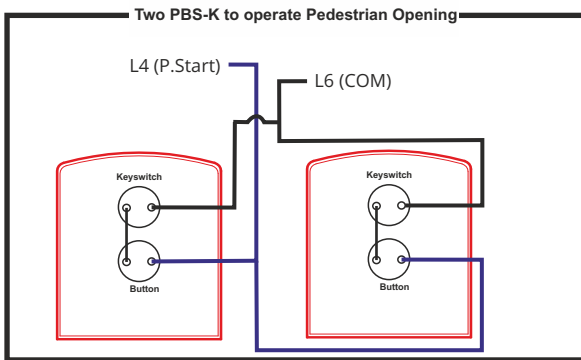 Two PBS-K to operate Pedestrian Opening
L4 (P.Start)
L6 (COM)
Keyswitch
Button
Keyswitch
Button